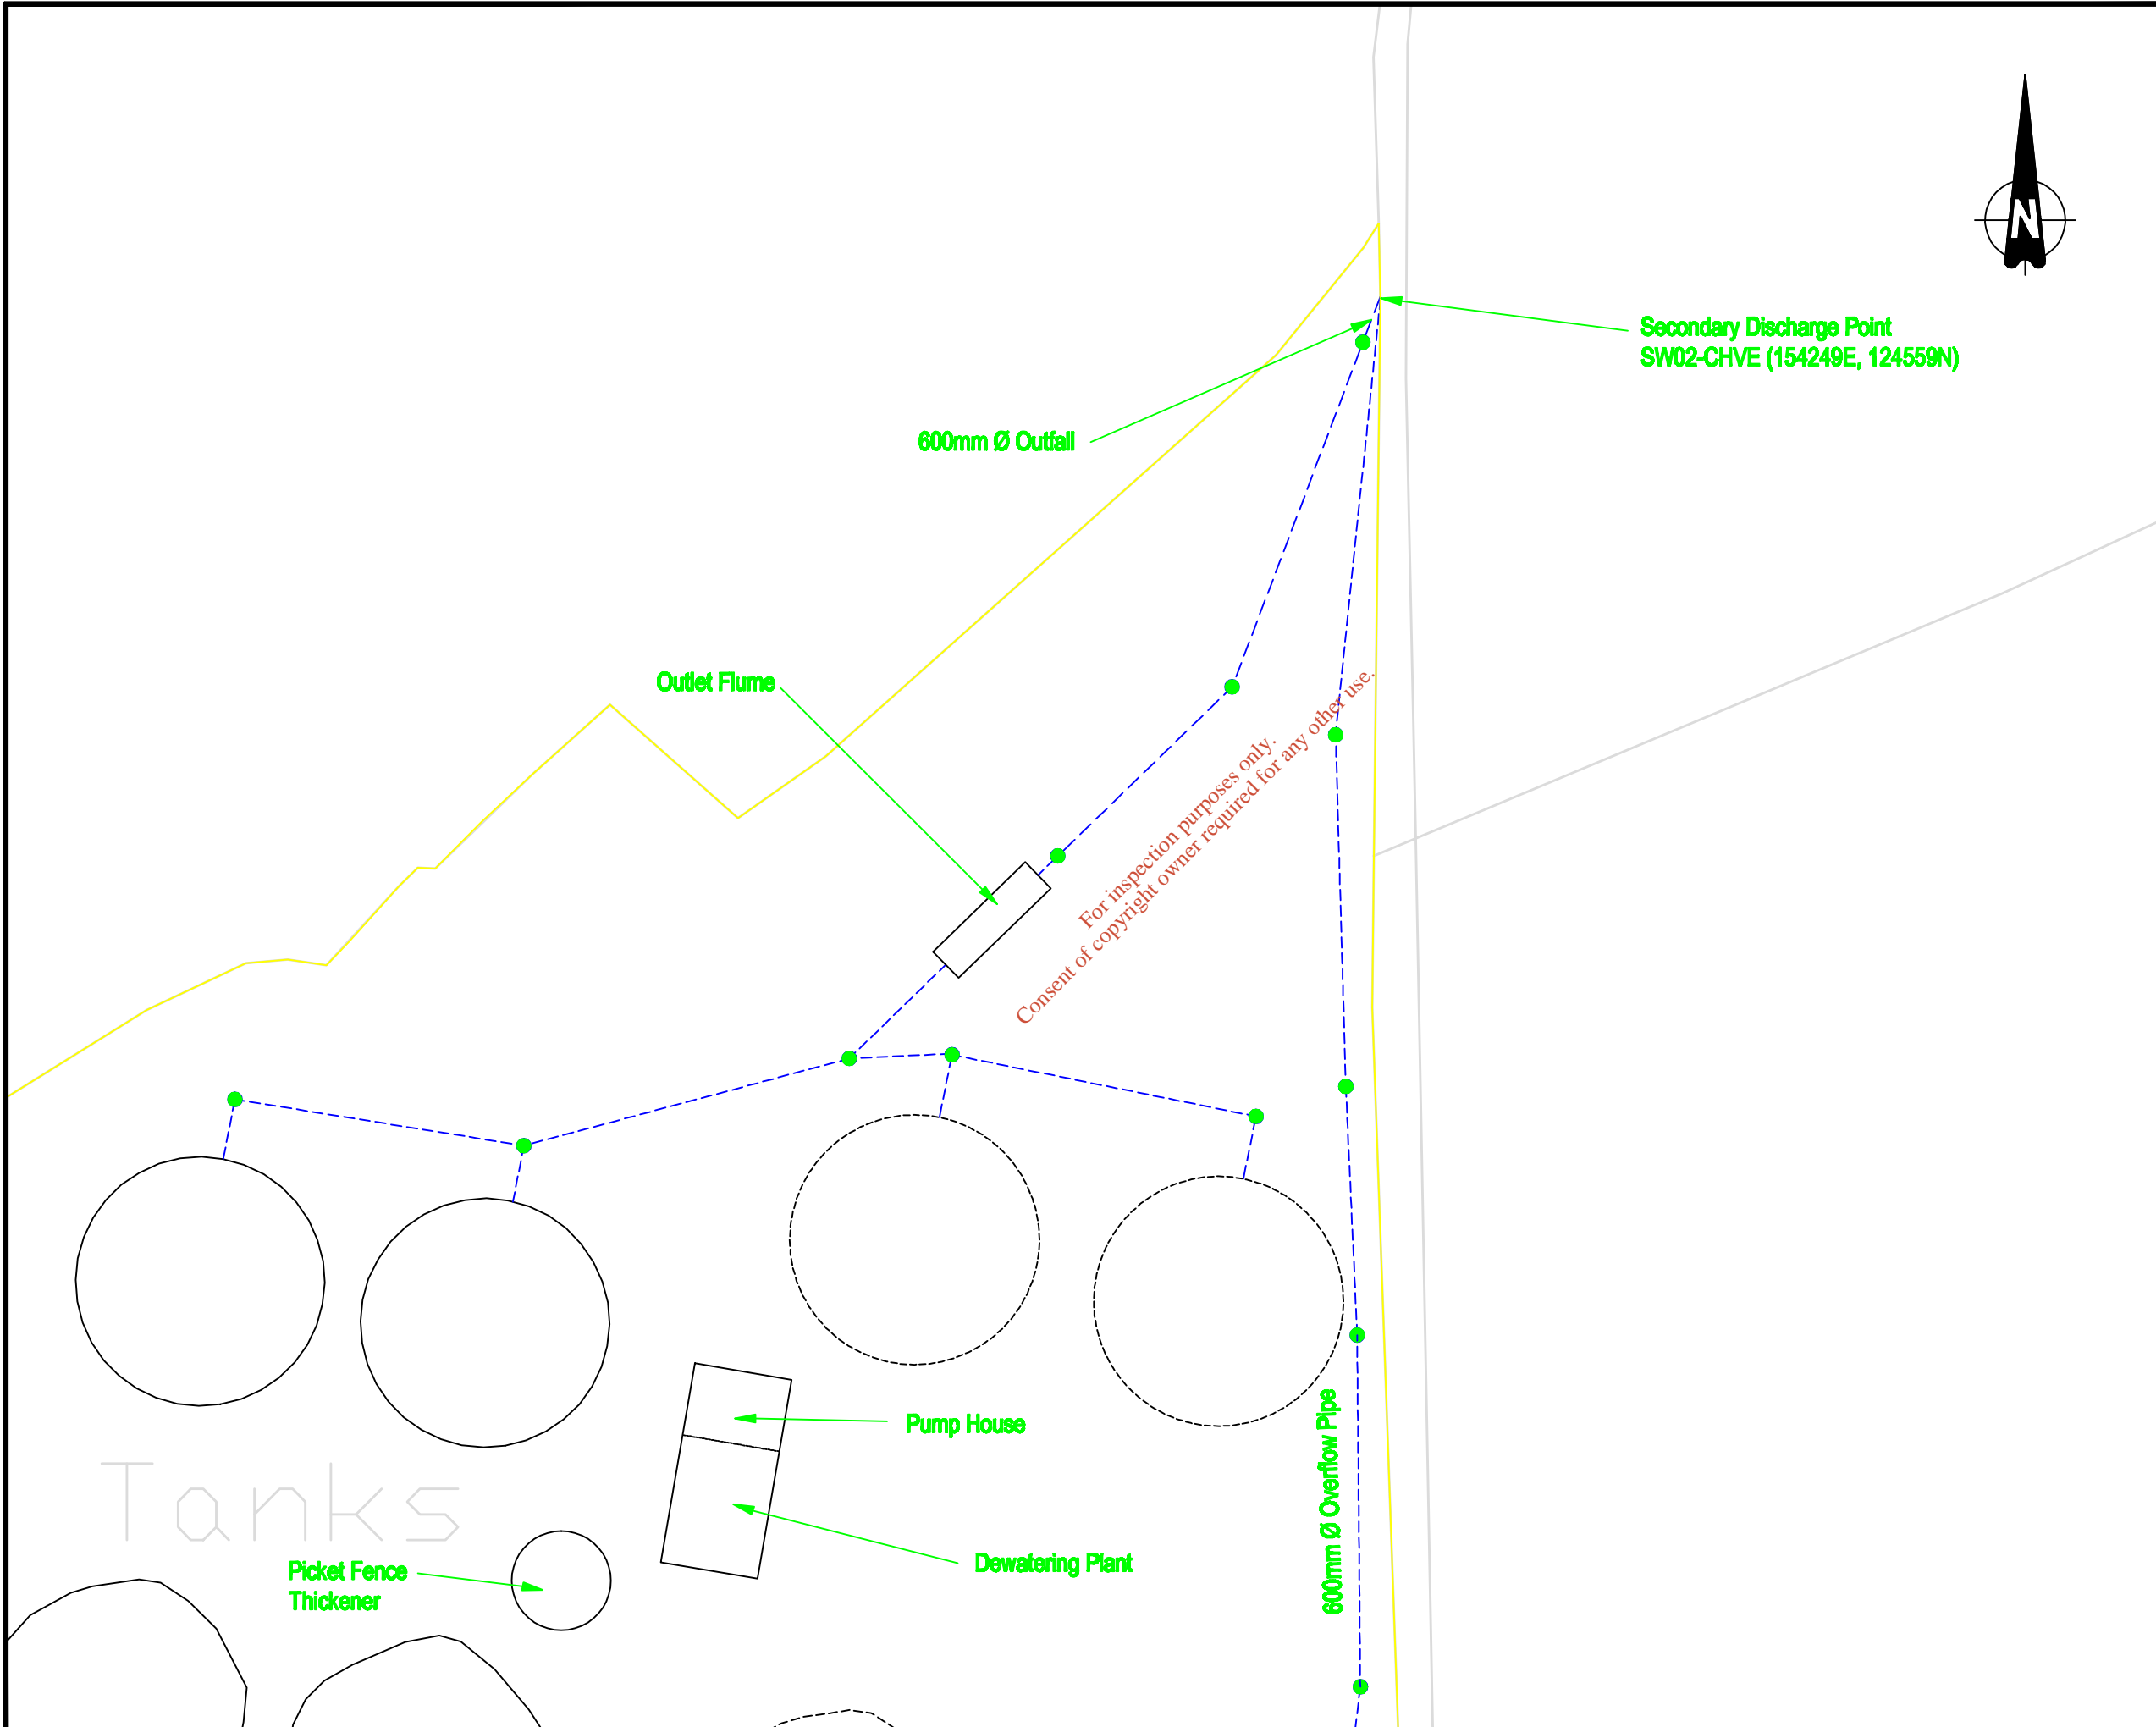 N
Secondary Discharge Point
SW02-CHVE (154249E, 124559N)
600mm Ø Outfall
Outlet Flume
For inspection purposes only.
Consent of copyright owner required for any other use.
Pump House
600mm Ø Overflow Pipe
Tanks
Dewatering Plant
Picket Fence
Thickener